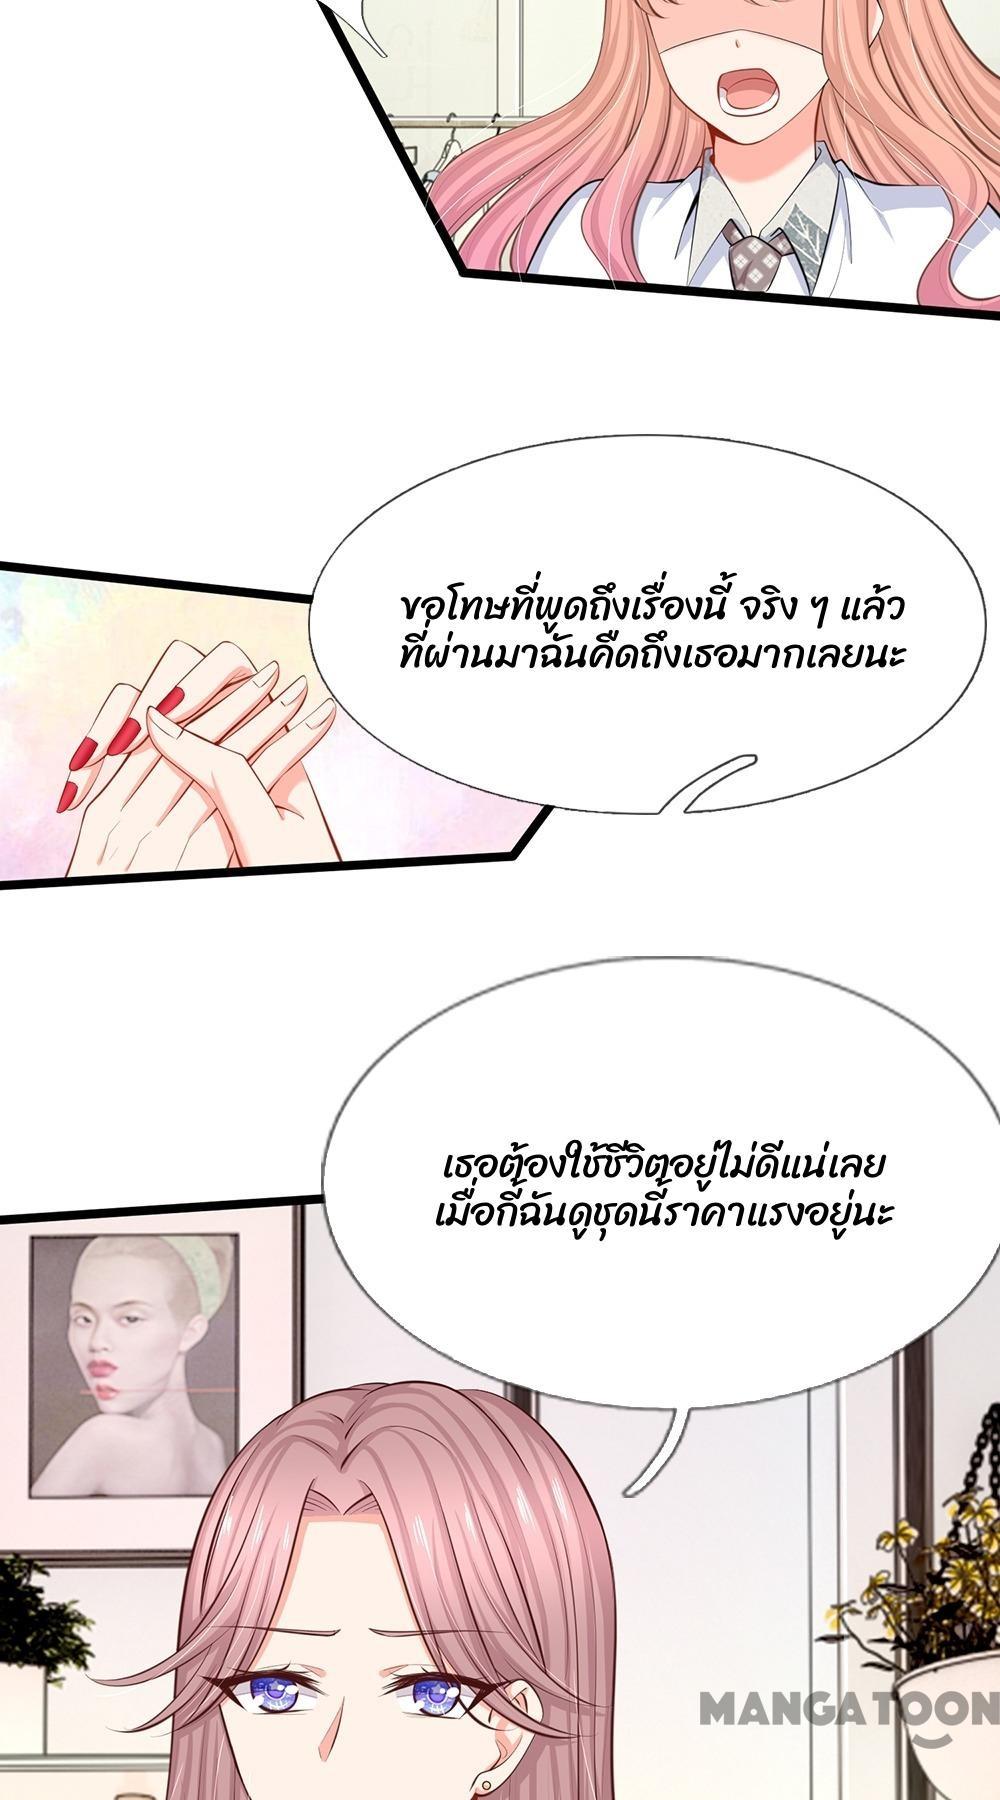 ขอโทษที่พูดถึงเรื่องนี้ จริง ๆ แล้ว
ที่ผ่านมาฉันคิดถึงเธอมากเลยนะ
เธอต้องใช้ชีวิตอยู่ไม่ดีแน่เลย
เมื่อกี้ฉันดูชุดนี้ราคาแรงอยู่นะ
MANGATOON